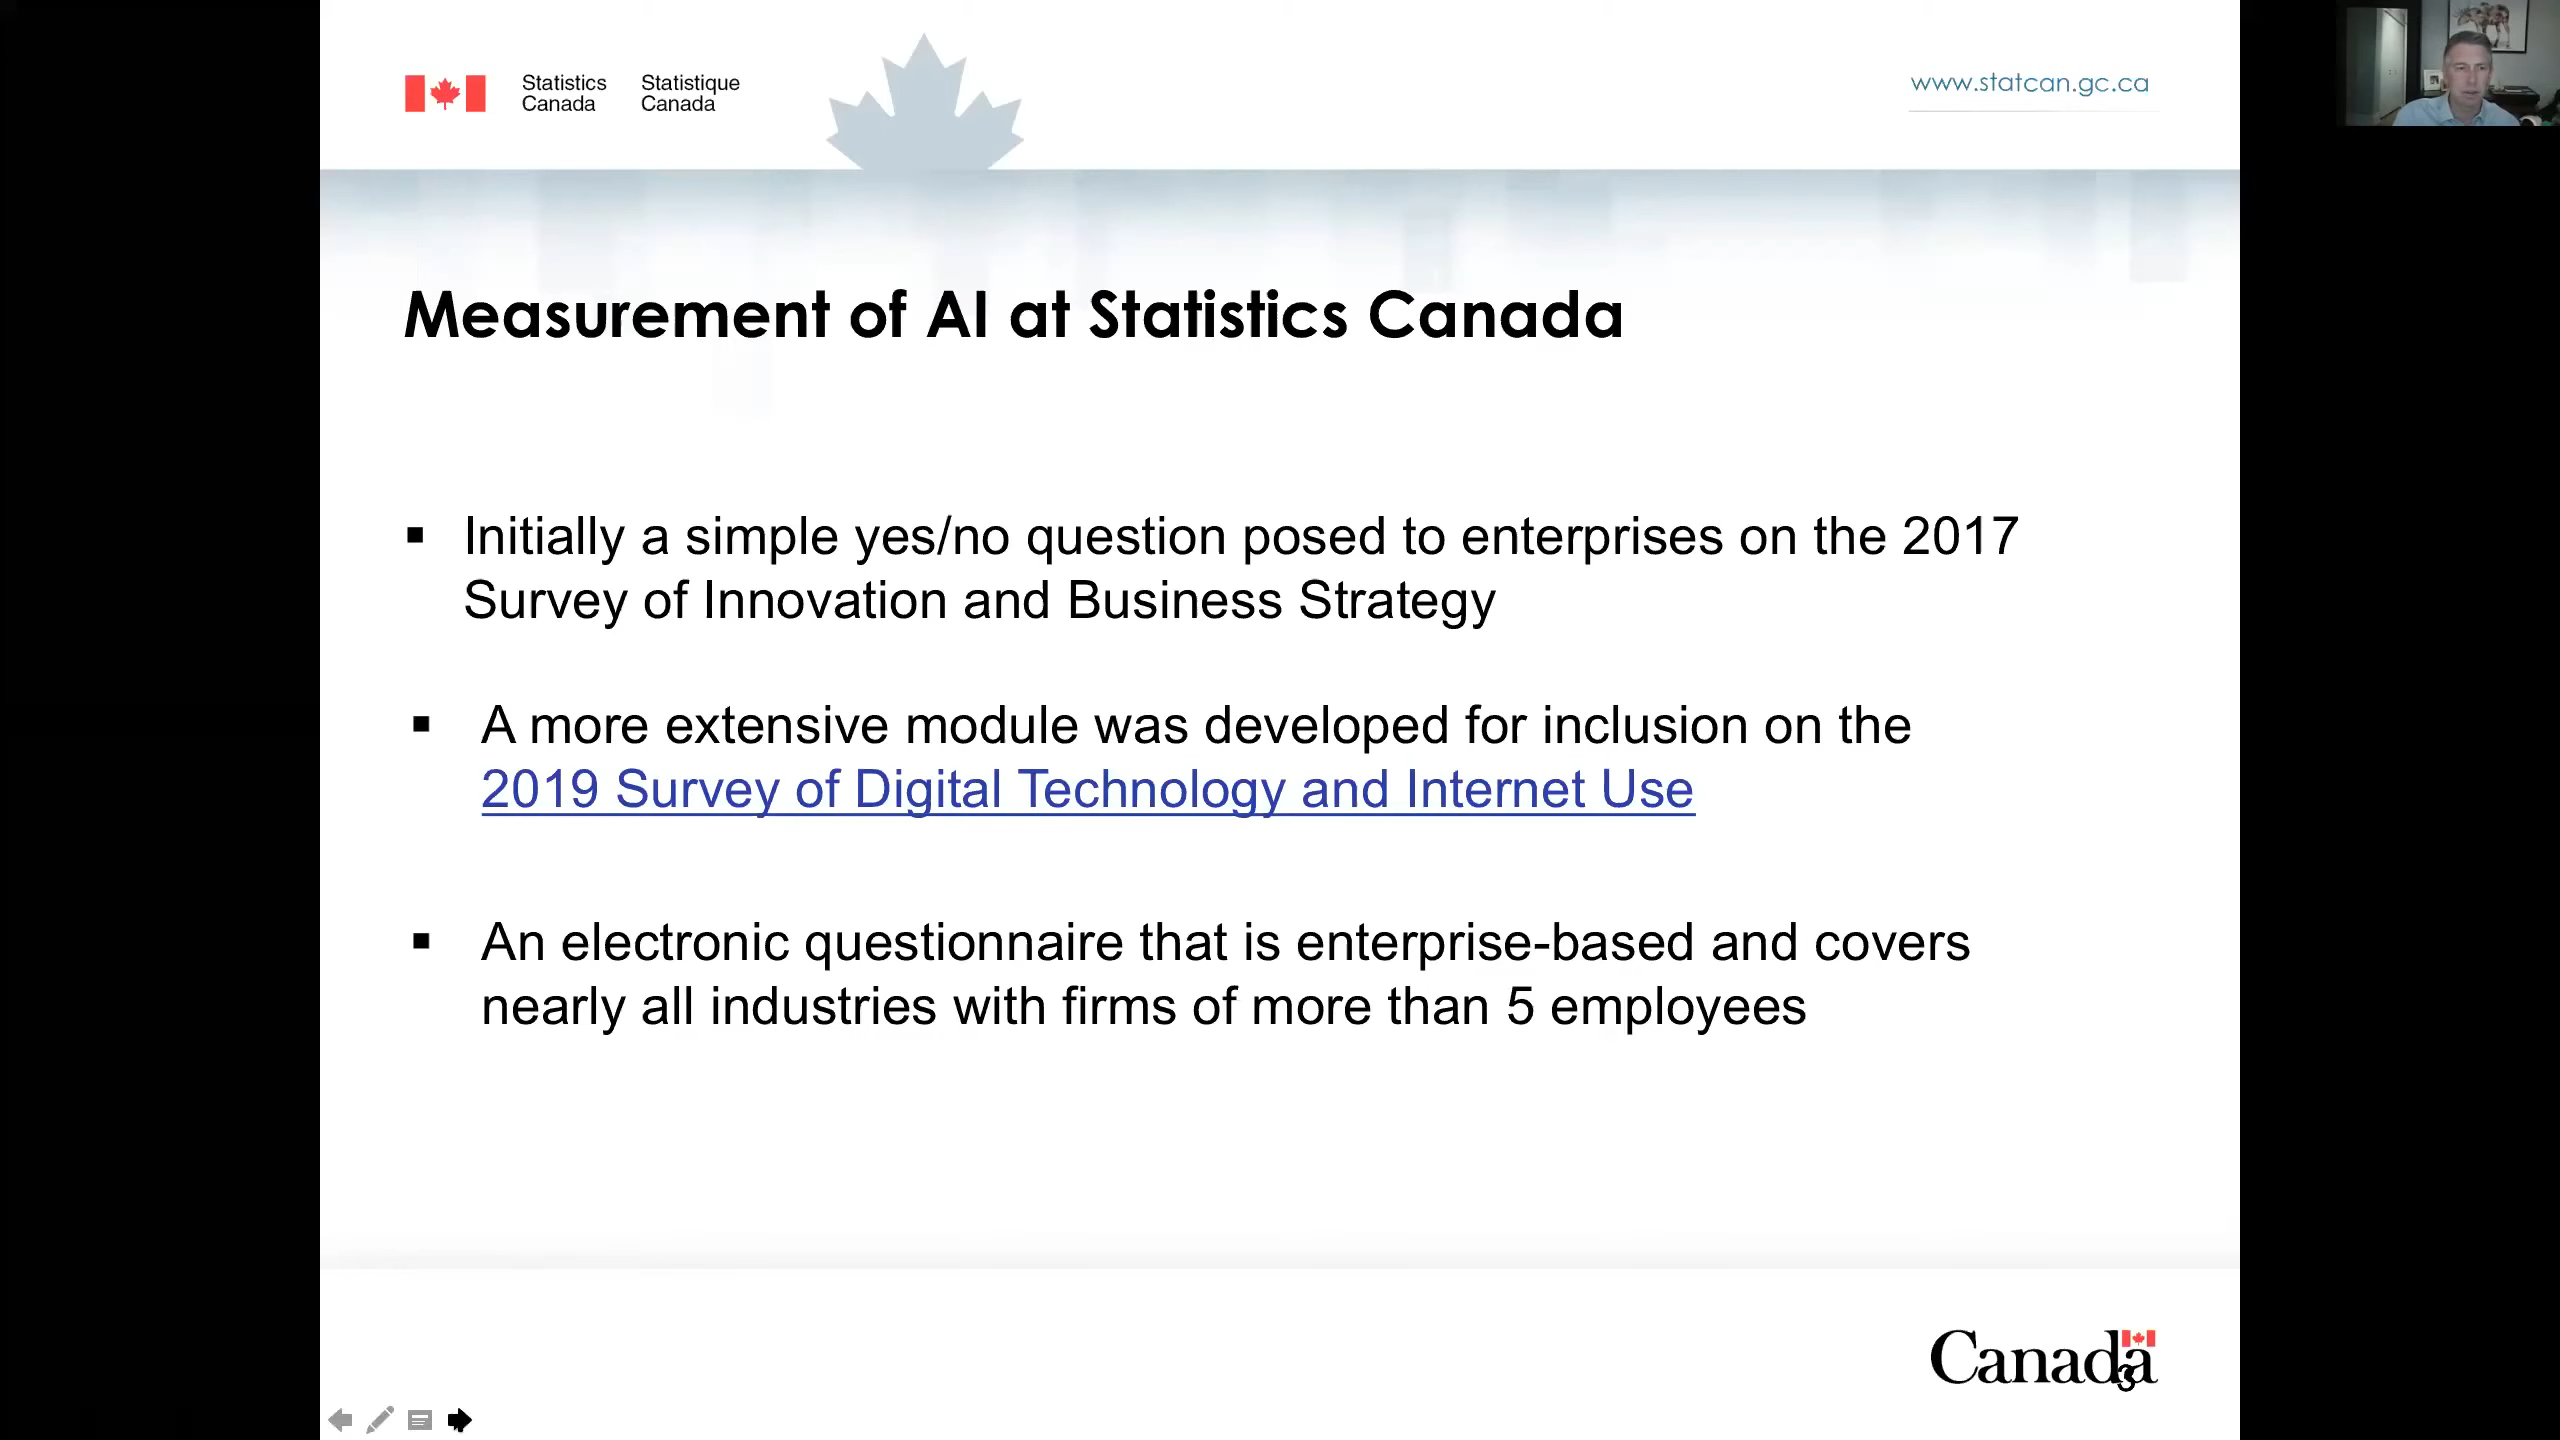 Statistics Canada
Statistique Canada
www.statcan.gc.ca
Measurement of AI at Statistics Canada
▪ Initially a simple yes/no question posed to enterprises on the 2017
Survey of Innovation and Business Strategy
▪ A more extensive module was developed for inclusion on the
2019 Survey of Digital Technology and Internet Use
▪ An electronic questionnaire that is enterprise-based and covers
nearly all industries with firms of more than 5 employees
Canada
3